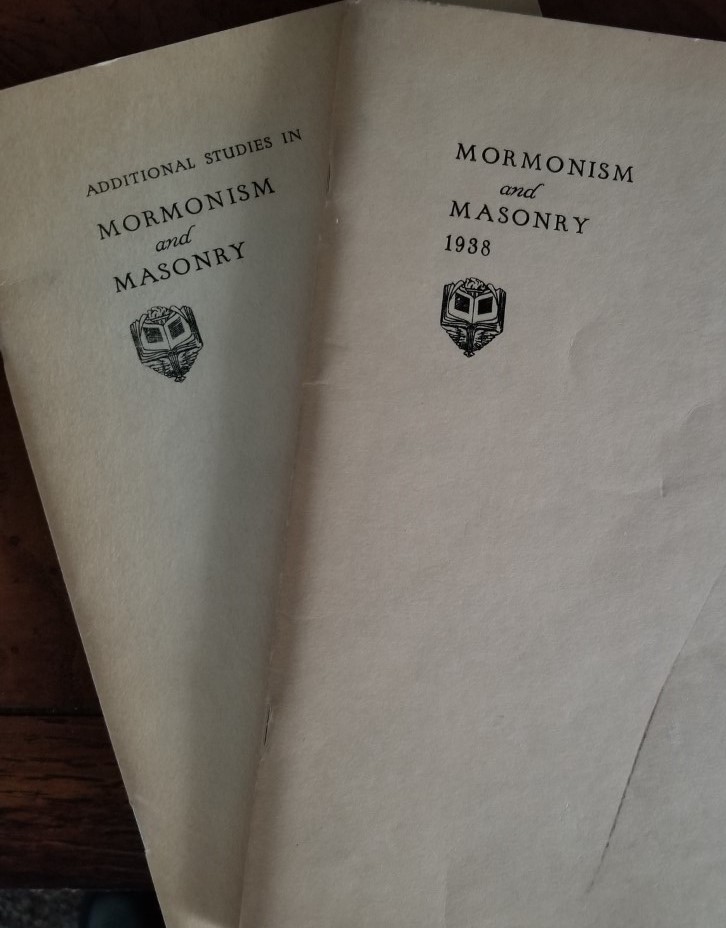 ADDITIONAL STUDIES IN
MORMONISM
and
MASONRY
MORMONISM
and
MASONRY
1938